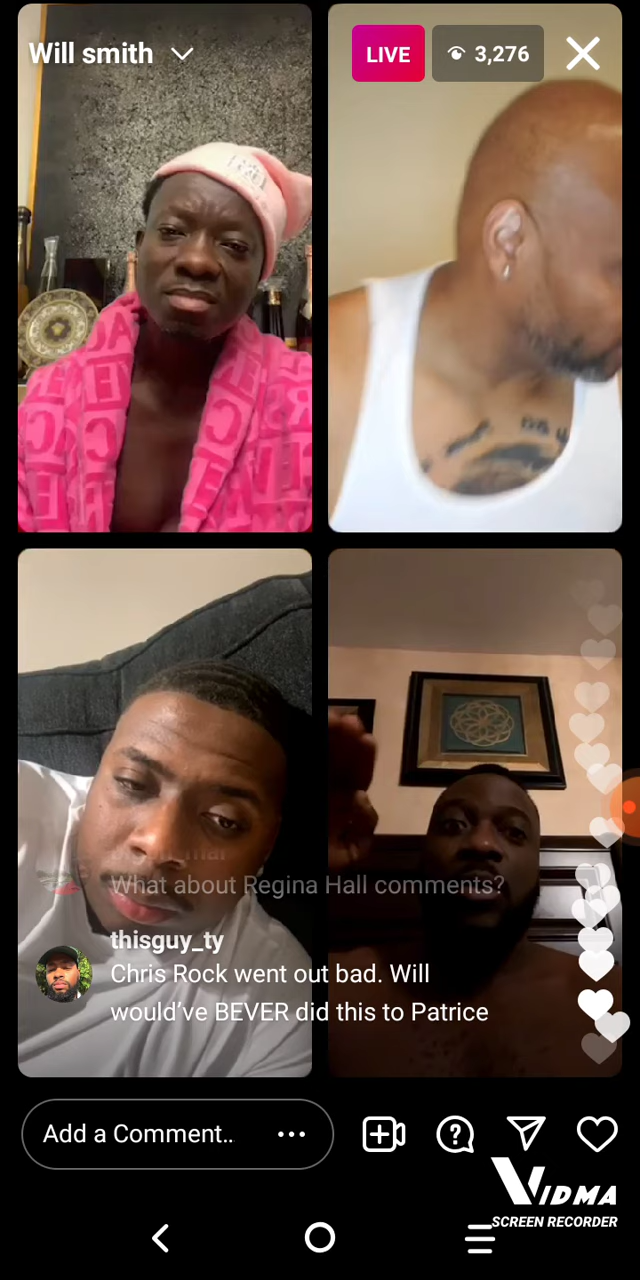 Will smith
LIVE
3,276
What about Regina Hall comments?
thisguy_ty
Chris Rock went out bad. Will
would've BEVER did this to Patrice
Add a Comment..
VIDMA
SCREEN RECORDER